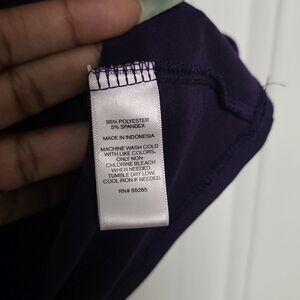 95% POLYESTER
5% SPANDEX
MADE IN INDONESIA
MACHINE WASH COLD
WITH LIKE COLORS.
ONLY NON-
CHLORINE BLEACH
WHEN NEEDED.
TUMBLE DRY LOW.
COOL IRON IF NEEDED.
RN# 55285